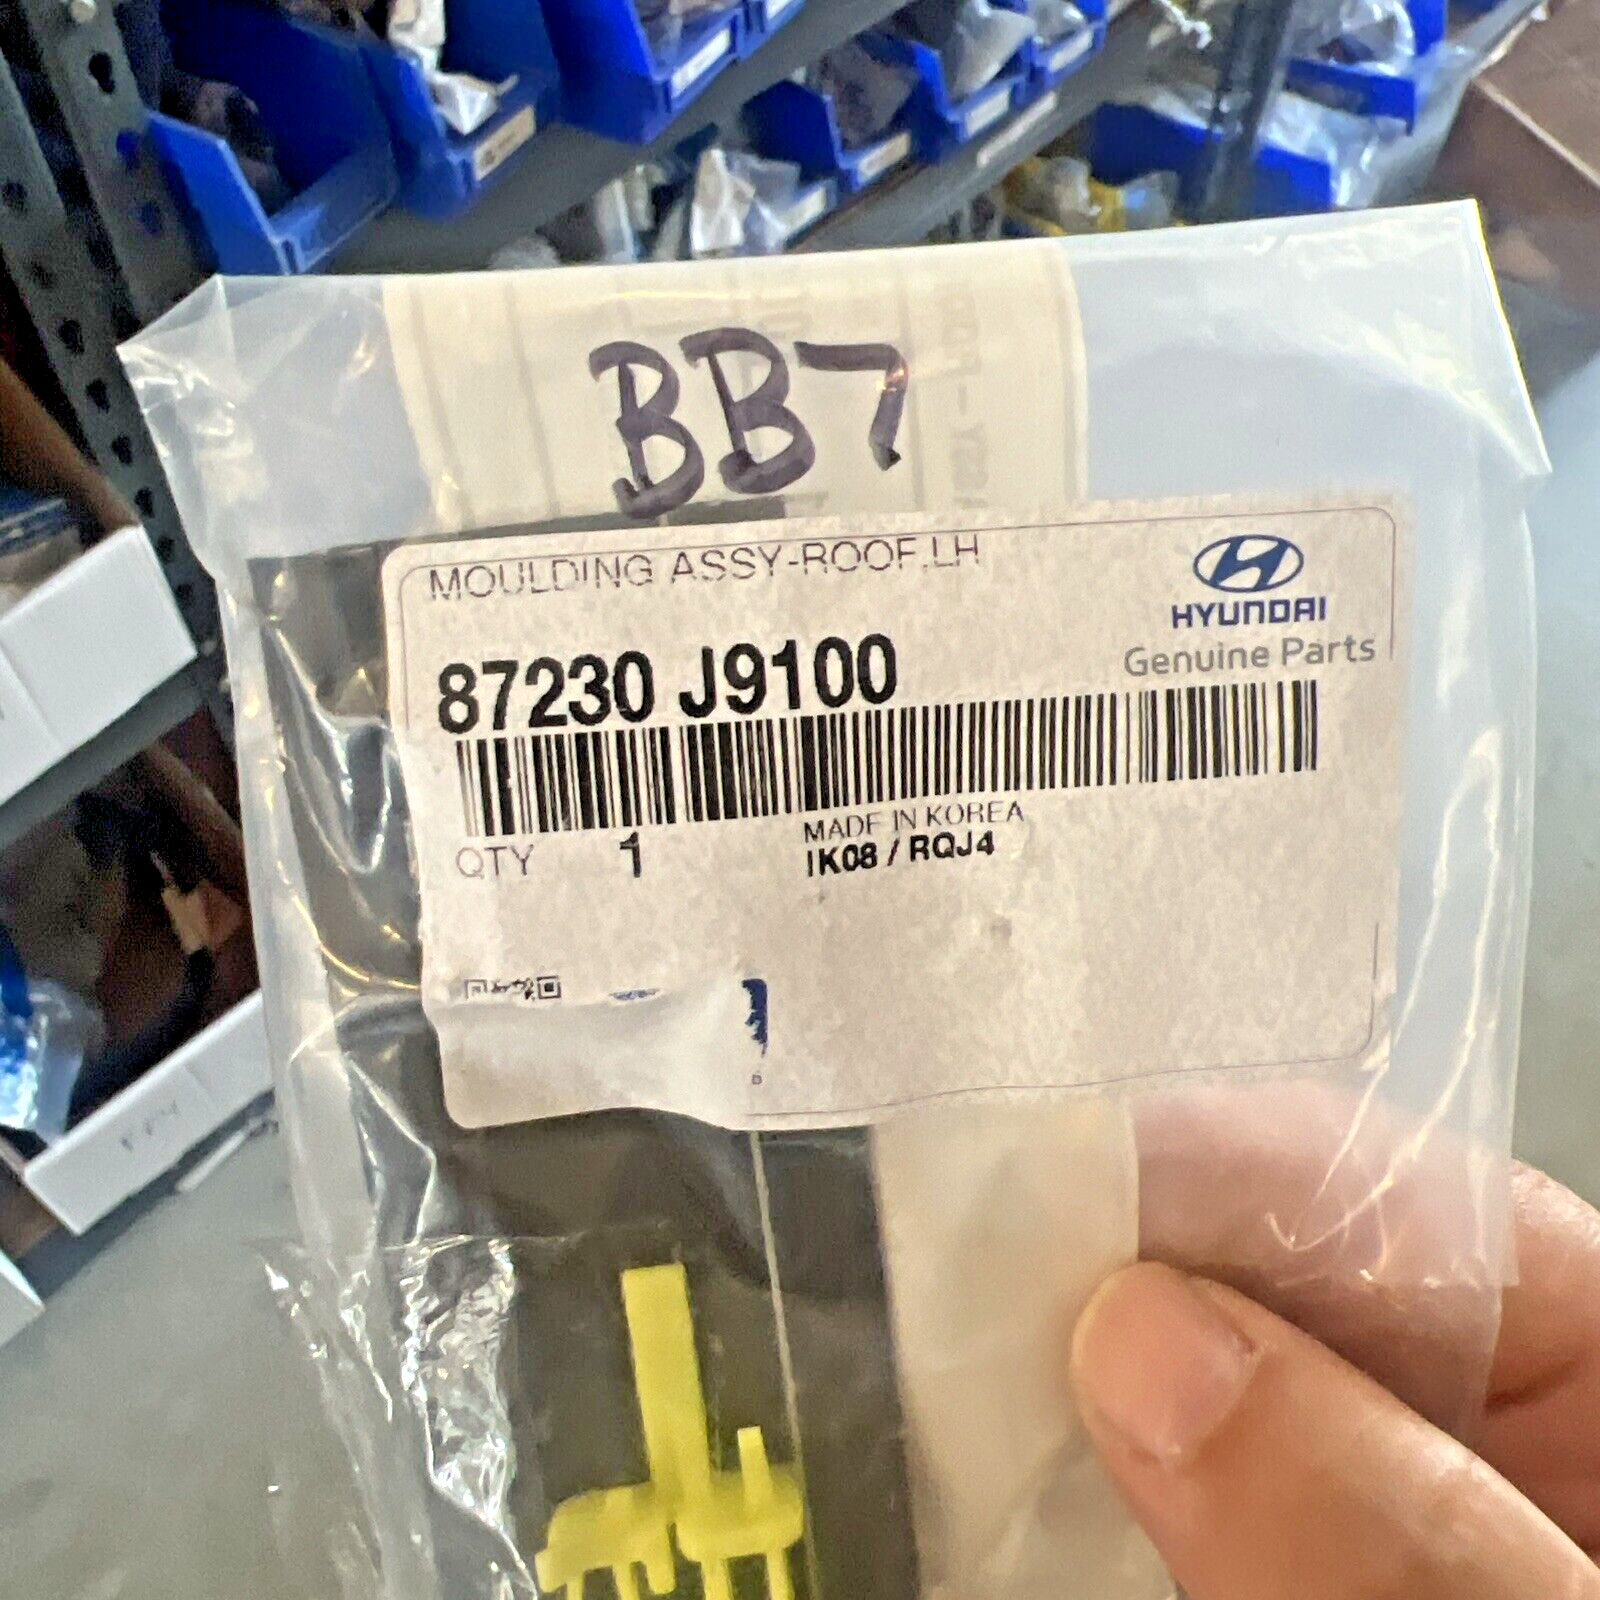 BB7
MOULDING ASSY-ROOF,LH
HYUNDAI
Genuine Parts
87230 J9100
MADE IN KOREA
QTY 1
IK08 / RQJ4